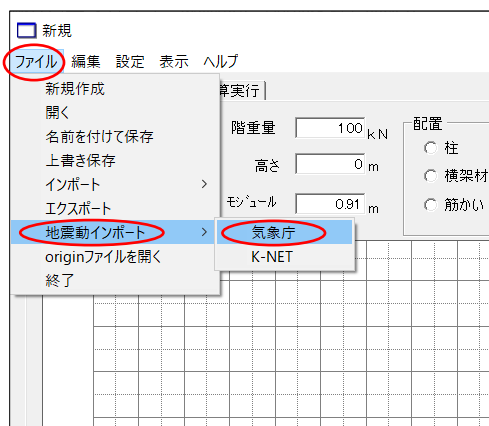 新規
ファイル 編集 設定 表示 ヘルプ
新規作成
開く
名前を付けて保存
上書き保存
インポート
エクスポート
地震動インポート
originファイルを開く
終了
気象庁
K-NET
算実行
階重量 100 kN
高さ 0 m
モジュール 0.91 m
配置
柱
横架材
筋かい